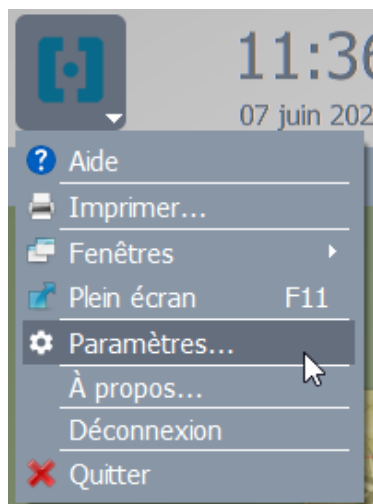 11:36
07 juin 202
Aide
Imprimer...
Fenêtres
Plein écran F11
Paramètres...
À propos...
Déconnexion
Quitter